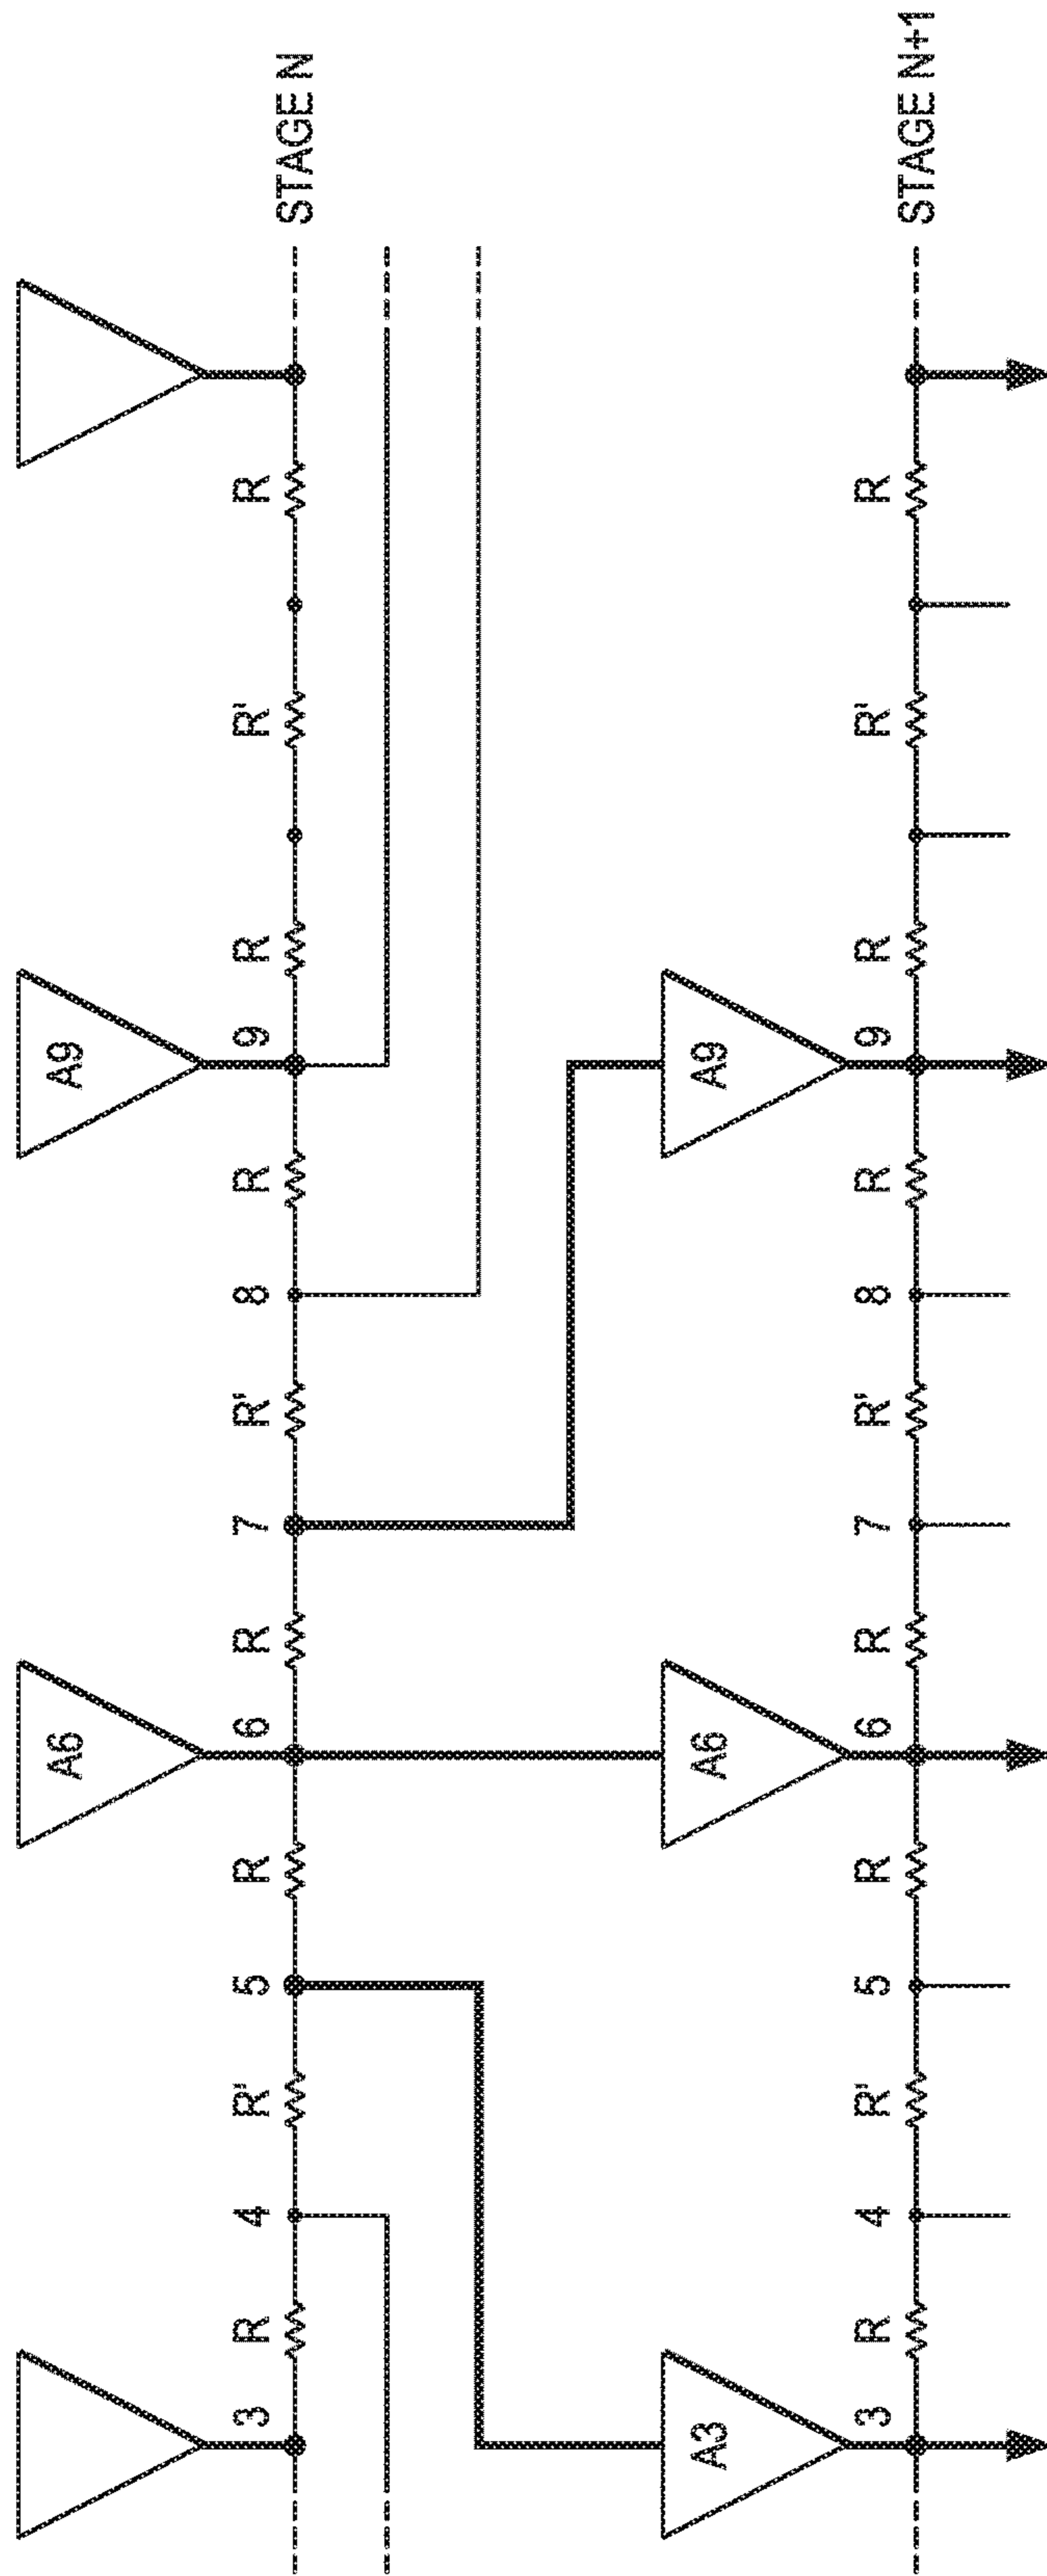 A6 A9
3 R 4 R' 5 R 6 R 7 R' 8 R 9 R R' R
STAGE N
A3 A6 A9
3 R 4 R' 5 R 6 R 7 R' 8 R 9 R R' R
STAGE N+1